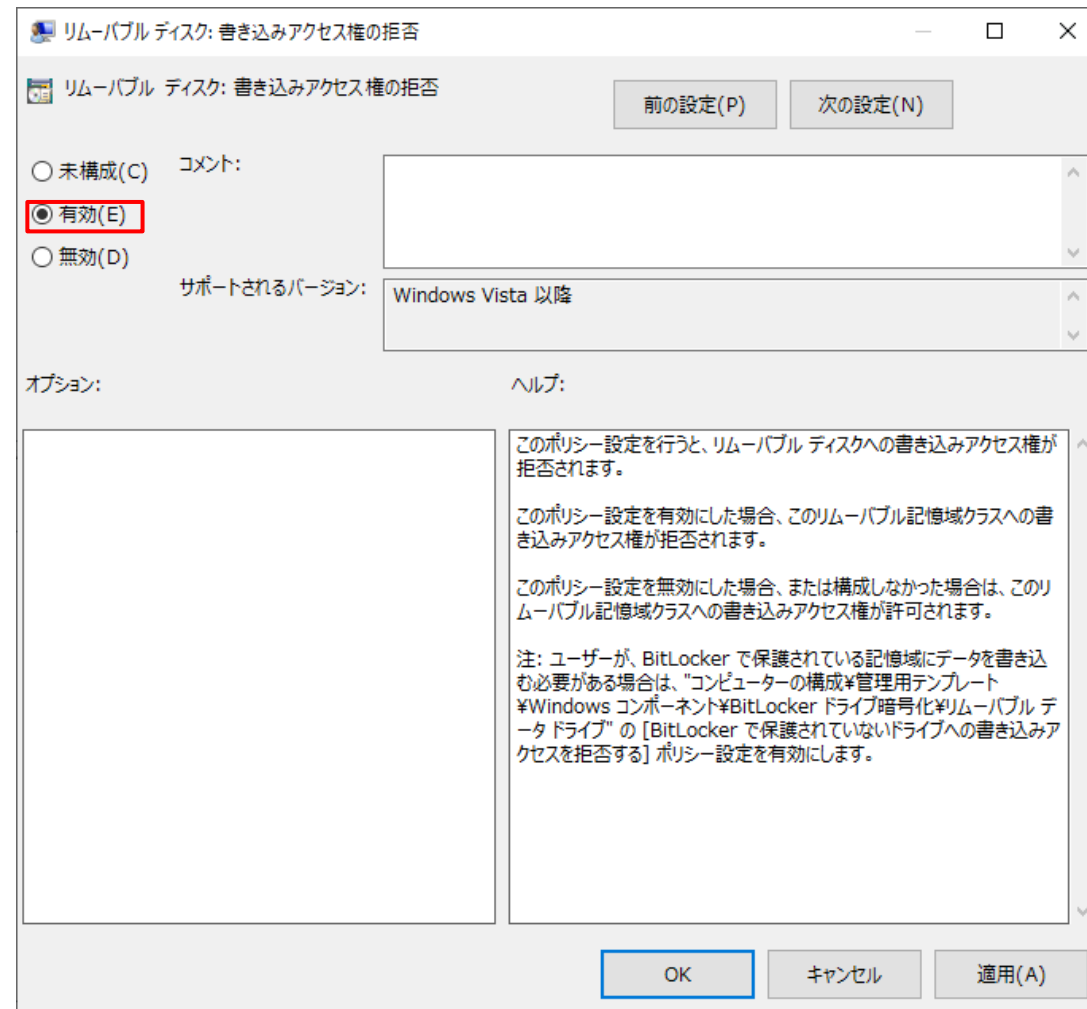 リムーバブル ディスク: 書き込みアクセス権の拒否
リムーバブル ディスク: 書き込みアクセス権の拒否
前の設定(P)
次の設定(N)
未構成(C)
コメント:
有効(E)
無効(D)
サポートされるバージョン:
Windows Vista 以降
オプション:
ヘルプ:
このポリシー設定を行うと、リムーバブル ディスクへの書き込みアクセス権が
拒否されます。
このポリシー設定を有効にした場合、このリムーバブル記憶域クラスへの書
き込みアクセス権が拒否されます。
このポリシー設定を無効にした場合、または構成しなかった場合は、このリ
ムーバブル記憶域クラスへの書き込みアクセス権が許可されます。
注: ユーザーが、BitLocker で保護されている記憶域にデータを書き込
む必要がある場合は、"コンピューターの構成¥管理用テンプレート
¥Windows コンポーネント¥BitLocker ドライブ暗号化¥リムーバブル デ
ータ ドライブ" の [BitLocker で保護されていないドライブへの書き込みア
クセスを拒否する] ポリシー設定を有効にします。
OK
キャンセル
適用(A)